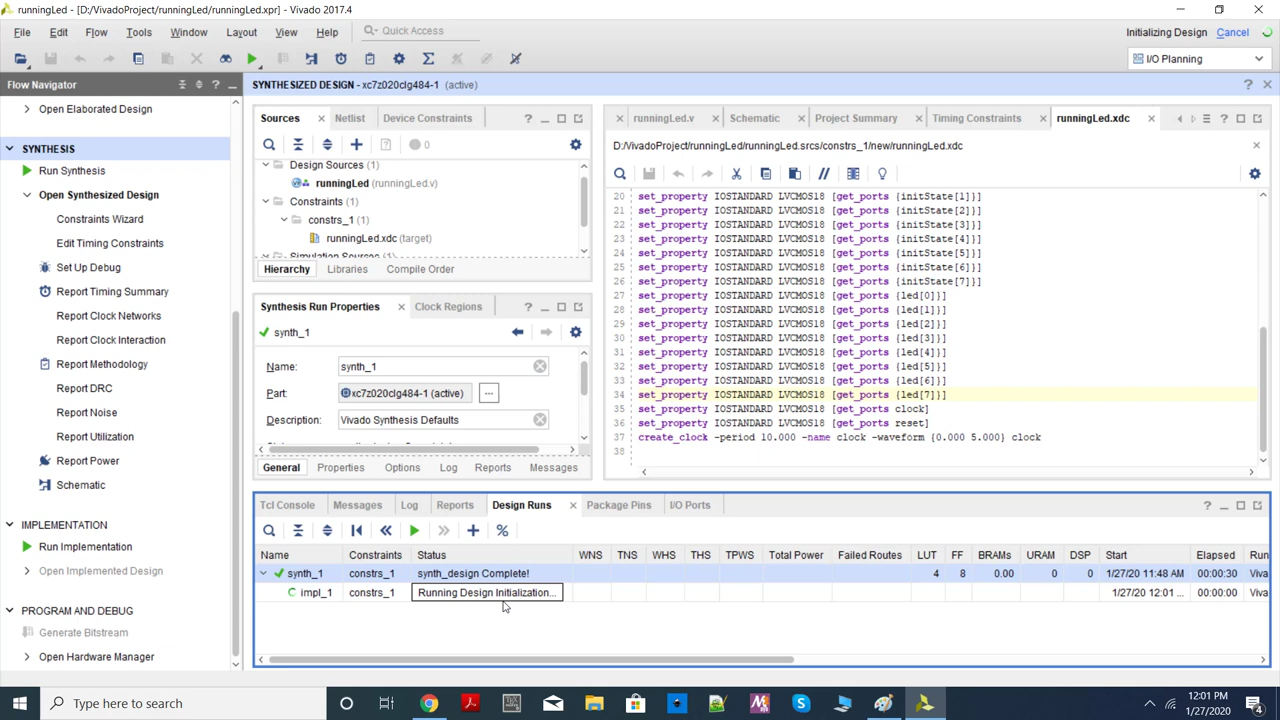 runningLed - [D:/VivadoProject/runningLed/runningLed.xpr] - Vivado 2017.4
File Edit Flow Tools Window Layout View Help Quick Access
Initializing Design Cancel
I/O Planning
Flow Navigator
SYNTHESIZED DESIGN - xc7z020clg484-1 (active)
Open Elaborated Design
SYNTHESIS
Run Synthesis
Open Synthesized Design
Constraints Wizard
Edit Timing Constraints
Set Up Debug
Report Timing Summary
Report Clock Networks
Report Clock Interaction
Report Methodology
Report DRC
Report Noise
Report Utilization
Report Power
Schematic
IMPLEMENTATION
Run Implementation
Open Implemented Design
PROGRAM AND DEBUG
Generate Bitstream
Open Hardware Manager
Sources Netlist Device Constraints
0
Design Sources (1)
runningLed (runningLed.v)
Constraints (1)
constrs_1 (1)
runningLed.xdc (target)
Simulation Sources
Hierarchy Libraries Compile Order
Synthesis Run Properties Clock Regions
synth_1
Name: synth_1
Part: xc7z020clg484-1 (active)
Description: Vivado Synthesis Defaults
General Properties Options Log Reports Messages
runningLed.v Schematic Project Summary Timing Constraints runningLed.xdc
D:/VivadoProject/runningLed/runningLed.srcs/constrs_1/new/runningLed.xdc
20 set_property IOSTANDARD LVCMOS18 [get_ports {initState[1]}]
21 set_property IOSTANDARD LVCMOS18 [get_ports {initState[2]}]
22 set_property IOSTANDARD LVCMOS18 [get_ports {initState[3]}]
23 set_property IOSTANDARD LVCMOS18 [get_ports {initState[4]}]
24 set_property IOSTANDARD LVCMOS18 [get_ports {initState[5]}]
25 set_property IOSTANDARD LVCMOS18 [get_ports {initState[6]}]
26 set_property IOSTANDARD LVCMOS18 [get_ports {initState[7]}]
27 set_property IOSTANDARD LVCMOS18 [get_ports {led[0]}]
28 set_property IOSTANDARD LVCMOS18 [get_ports {led[1]}]
29 set_property IOSTANDARD LVCMOS18 [get_ports {led[2]}]
30 set_property IOSTANDARD LVCMOS18 [get_ports {led[3]}]
31 set_property IOSTANDARD LVCMOS18 [get_ports {led[4]}]
32 set_property IOSTANDARD LVCMOS18 [get_ports {led[5]}]
33 set_property IOSTANDARD LVCMOS18 [get_ports {led[6]}]
34 set_property IOSTANDARD LVCMOS18 [get_ports {led[7]}]
35 set_property IOSTANDARD LVCMOS18 [get_ports clock]
36 set_property IOSTANDARD LVCMOS18 [get_ports reset]
37 create_clock -period 10.000 -name clock -waveform {0.000 5.000} clock
38
Tcl Console Messages Log Reports Design Runs Package Pins I/O Ports
Name Constraints Status WNS TNS WHS THS TPWS Total Power Failed Routes LUT FF BRAMs URAM DSP Start Elapsed Run
synth_1 constrs_1 synth_design Complete! 4 8 0.00 0 0 1/27/20 11:48 AM 00:00:30 Viva
impl_1 constrs_1 Running Design Initialization... 1/27/20 12:01 ... 00:00:00 Viva
Type here to search
12:01 PM
1/27/2020
4